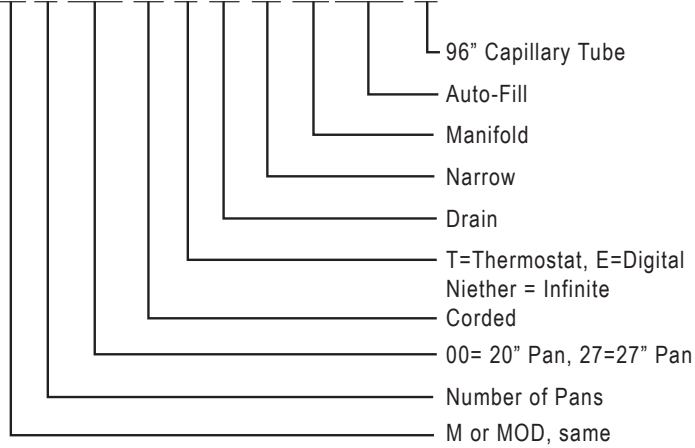 96” Capillary Tube
Auto-Fill
Manifold
Narrow
Drain
T=Thermostat, E=Digital
Niether = Infinite
Corded
00= 20” Pan, 27=27” Pan
Number of Pans
M or MOD, same